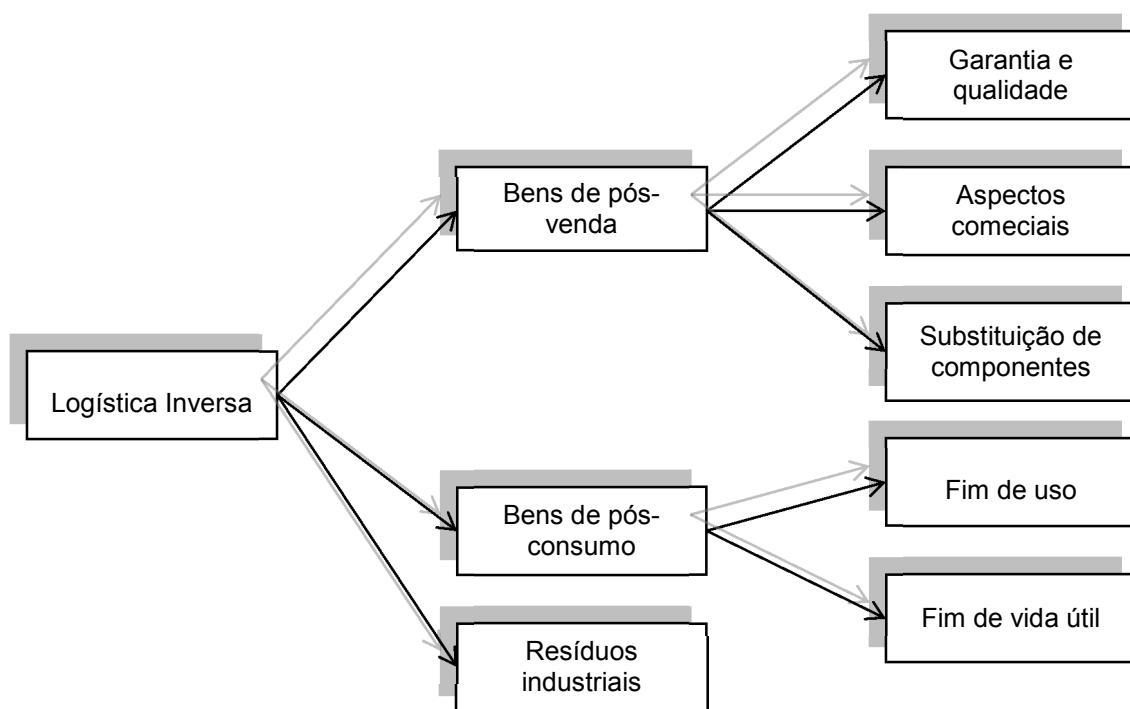 Garantia e
qualidade
Bens de pós-
venda
Aspectos
comeciais
Substituição de
componentes
Logística Inversa
Bens de pós-
consumo
Fim de uso
Fim de vida útil
Resíduos
industriais